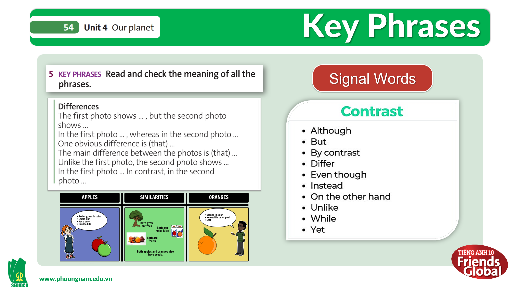 54 Unit 4 Our planet
Key Phrases
5 KEY PHRASES Read and check the meaning of all the
phrases.
Differences
The first photo shows ... , but the second photo
shows ...
In the first photo ... , whereas in the second photo ...
One obvious difference is (that) ...
The main difference between the photos is (that) ...
Unlike the first photo, the second photo shows ...
In the first photo ... In contrast, in the second
photo ...
APPLES
SIMILARITIES
ORANGES
Signal Words
Contrast
• Although
• But
• By contrast
• Differ
• Even though
• Instead
• On the other hand
• Unlike
• While
• Yet
TIẾNG ANH 10
Friends
Global
www.phuongnam.edu.vn